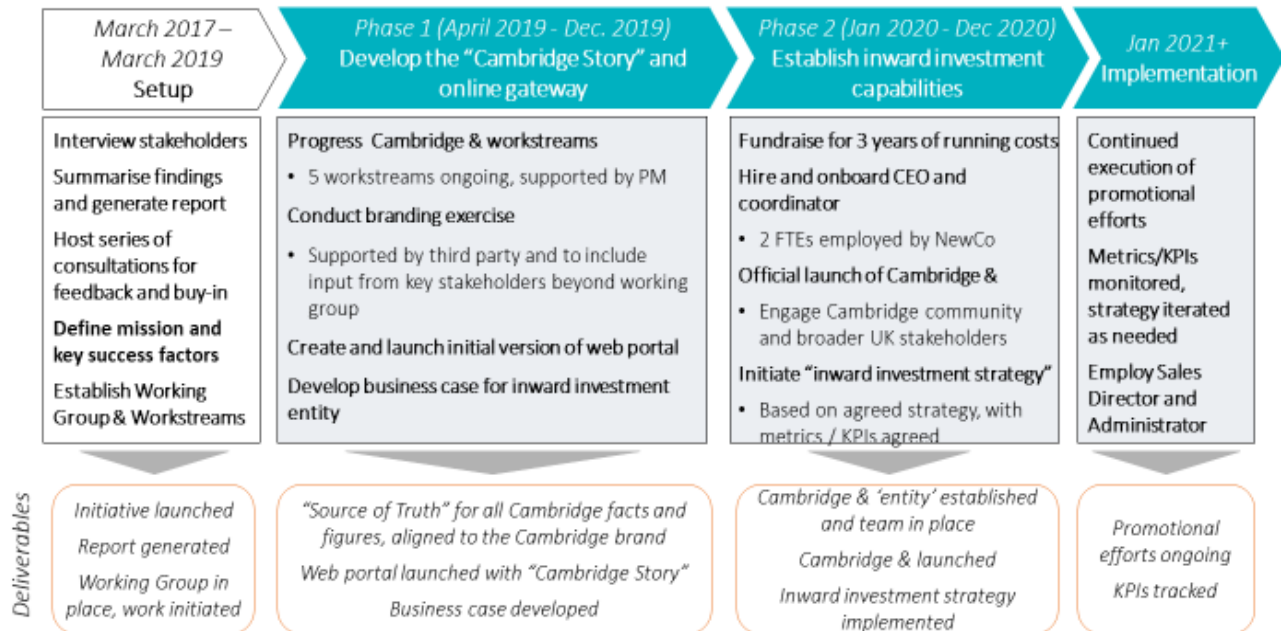 March 2017 –
March 2019
Setup
Phase 1 (April 2019 - Dec. 2019)
Develop the “Cambridge Story” and
online gateway
Phase 2 (Jan 2020 - Dec 2020)
Establish inward investment
capabilities
Jan 2021+
Implementation
Interview stakeholders
Summarise findings
and generate report
Host series of
consultations for
feedback and buy-in
Define mission and
key success factors
Establish Working
Group & Workstreams
Progress Cambridge & workstreams
• 5 workstreams ongoing, supported by PM
Conduct branding exercise
• Supported by third party and to include
input from key stakeholders beyond working
group
Create and launch initial version of web portal
Develop business case for inward investment
entity
Fundraise for 3 years of running costs
Hire and onboard CEO and
coordinator
• 2 FTEs employed by NewCo
Official launch of Cambridge &
• Engage Cambridge community
and broader UK stakeholders
Initiate “inward investment strategy”
• Based on agreed strategy, with
metrics / KPIs agreed
Continued
execution of
promotional
efforts
Metrics/KPIs
monitored,
strategy iterated
as needed
Employ Sales
Director and
Administrator
Deliverables
Initiative launched
Report generated
Working Group in
place, work initiated
“Source of Truth” for all Cambridge facts and
figures, aligned to the Cambridge brand
Web portal launched with “Cambridge Story”
Business case developed
Cambridge & ‘entity’ established
and team in place
Cambridge & launched
Inward investment strategy
implemented
Promotional
efforts ongoing
KPIs tracked